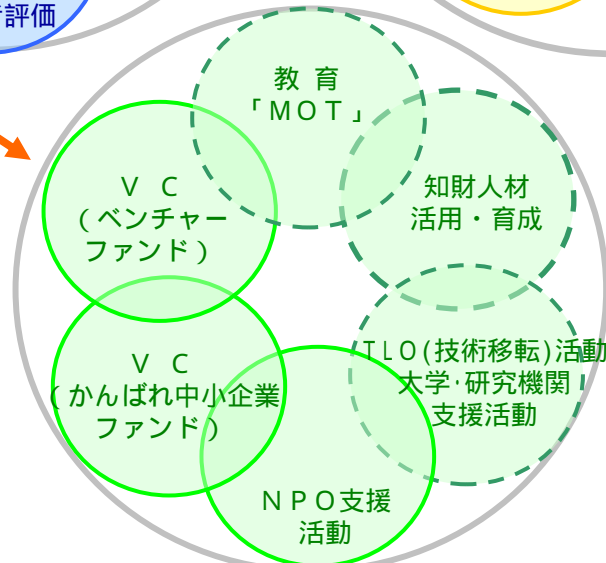 評価
教 育
「ＭＯＴ」
Ｖ Ｃ
（ベンチャー
ファンド）
知財人材
活用・育成
Ｖ Ｃ
（かんばれ中小企業
ファンド）
ＴＬＯ(技術移転)活動
大学･研究機関
支援活動
ＮＰＯ支援
活動